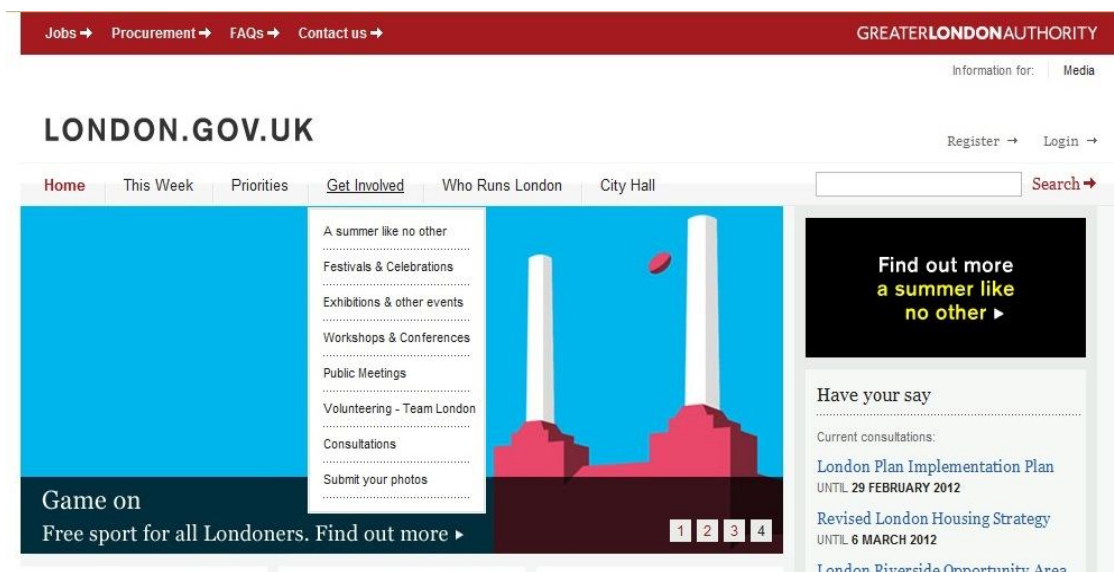 Jobs → Procurement → FAQs → Contact us →
GREATERLONDONAUTHORITY
Information for: Media
LONDON.GOV.UK
Register → Login →
Home This Week Priorities Get Involved Who Runs London City Hall
Search →
A summer like no other
Festivals & Celebrations
Exhibitions & other events
Workshops & Conferences
Public Meetings
Volunteering - Team London
Consultations
Submit your photos
Game on
Free sport for all Londoners. Find out more ▸
1 2 3 4
Find out more
a summer like
no other ▸
Have your say
Current consultations:
London Plan Implementation Plan
UNTIL 29 FEBRUARY 2012
Revised London Housing Strategy
UNTIL 6 MARCH 2012
London Riverside Opportunity Area